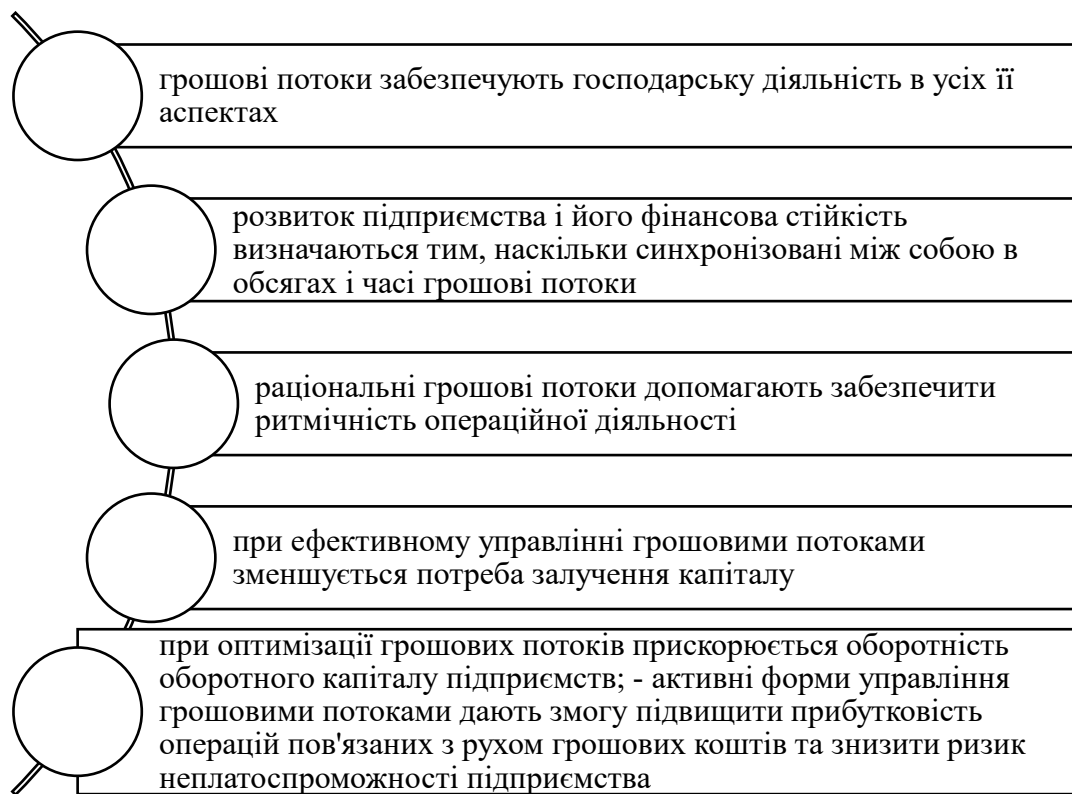 грошові потоки забезпечують господарську діяльність в усіх її
аспектах
розвиток підприємства і його фінансова стійкість
визначаються тим, наскільки синхронізовані між собою в
обсягах і часі грошові потоки
раціональні грошові потоки допомагають забезпечити
ритмічність операційної діяльності
при ефективному управлінні грошовими потоками
зменшується потреба залучення капіталу
при оптимізації грошових потоків прискорюється оборотність
оборотного капіталу підприємств; - активні форми управління
грошовими потоками дають змогу підвищити прибутковість
операцій пов'язаних з рухом грошових коштів та знизити ризик
неплатоспроможності підприємства